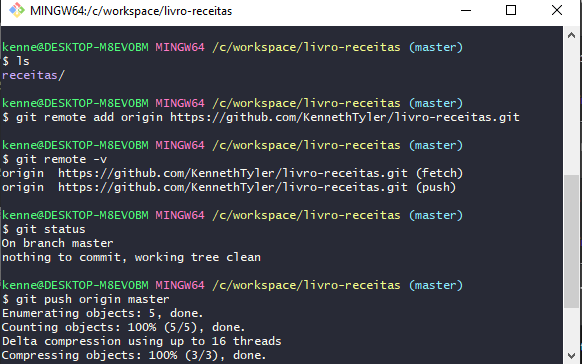 MINGW64:/c/workspace/livro-receitas
kenne@DESKTOP-M8EVOBM MINGW64 /c/workspace/livro-receitas (master)
$ ls
receitas/
kenne@DESKTOP-M8EVOBM MINGW64 /c/workspace/livro-receitas (master)
$ git remote add origin https://github.com/KennethTyler/livro-receitas.git
kenne@DESKTOP-M8EVOBM MINGW64 /c/workspace/livro-receitas (master)
$ git remote -v
origin  https://github.com/KennethTyler/livro-receitas.git (fetch)
origin  https://github.com/KennethTyler/livro-receitas.git (push)
kenne@DESKTOP-M8EVOBM MINGW64 /c/workspace/livro-receitas (master)
$ git status
On branch master
nothing to commit, working tree clean
kenne@DESKTOP-M8EVOBM MINGW64 /c/workspace/livro-receitas (master)
$ git push origin master
Enumerating objects: 5, done.
Counting objects: 100% (5/5), done.
Delta compression using up to 16 threads
Compressing objects: 100% (3/3), done.